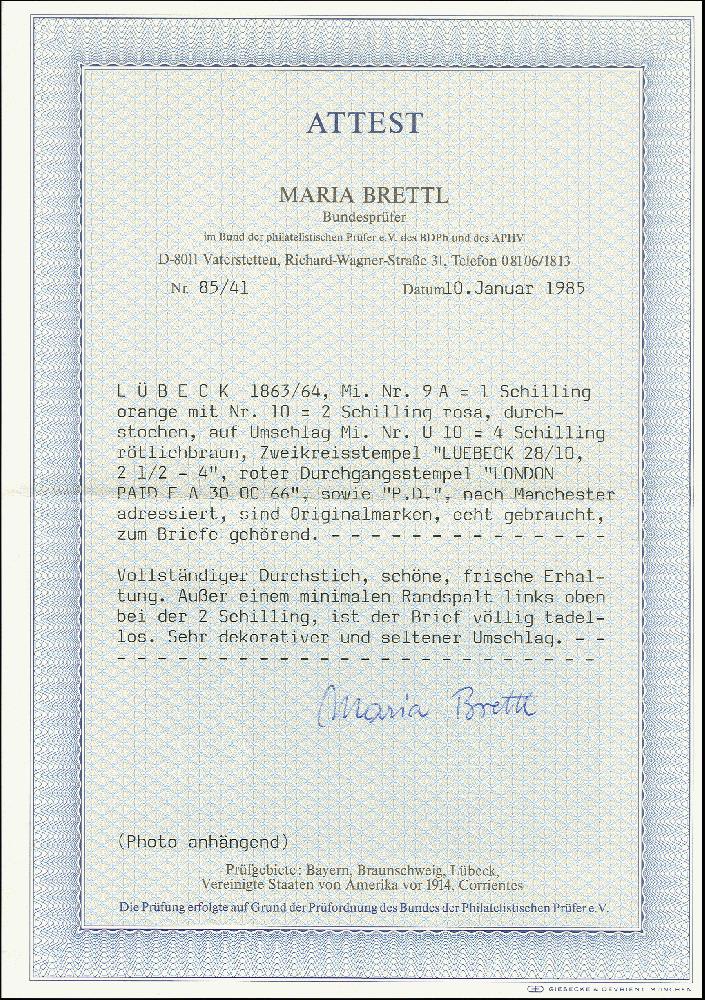 ATTEST
MARIA BRETTL
Bundesprüfer
im Bund der philatelistischen Prüfer e.V. des BDPh und des APHV
D-8011 Vaterstetten, Richard-Wagner-Straße 31, Telefon 08106/1813
Nr. 85/41 Datum 10.Januar 1985
L Ü B E C K 1863/64, Mi. Nr. 9 A = 1 Schilling
orange mit Nr. 10 = 2 Schilling rosa, durch-
stochen, auf Umschlag Mi. Nr. U 10 = 4 Schilling
rötlichbraun, Zweikreisstempel "LUEBECK 28/10,
2 1/2 - 4", roter Durchgangsstempel "LONDON
PAID E A 30 OC 66", sowie "P.D.", nach Manchester
adressiert, sind Originalmarken, echt gebraucht,
zum Briefe gehörend. - - - - - - - - - - - - - -
Vollständiger Durchstich, schöne, frische Erhal-
tung. Außer einem minimalen Randspalt links oben
bei der 2 Schilling, ist der Brief völlig tadel-
los. Sehr dekorativer und seltener Umschlag. - -
- - - - - - - - - - - - - - - - - - - - - - - -
Maria Brettl
(Photo anhängend)
Prüfgebiete: Bayern, Braunschweig, Lübeck,
Vereinigte Staaten von Amerika vor 1914, Corrientes
Die Prüfung erfolgte auf Grund der Prüfordnung des Bundes der Philatelistischen Prüfer e.V.
GIESECKE & DEVRIENT MÜNCHEN